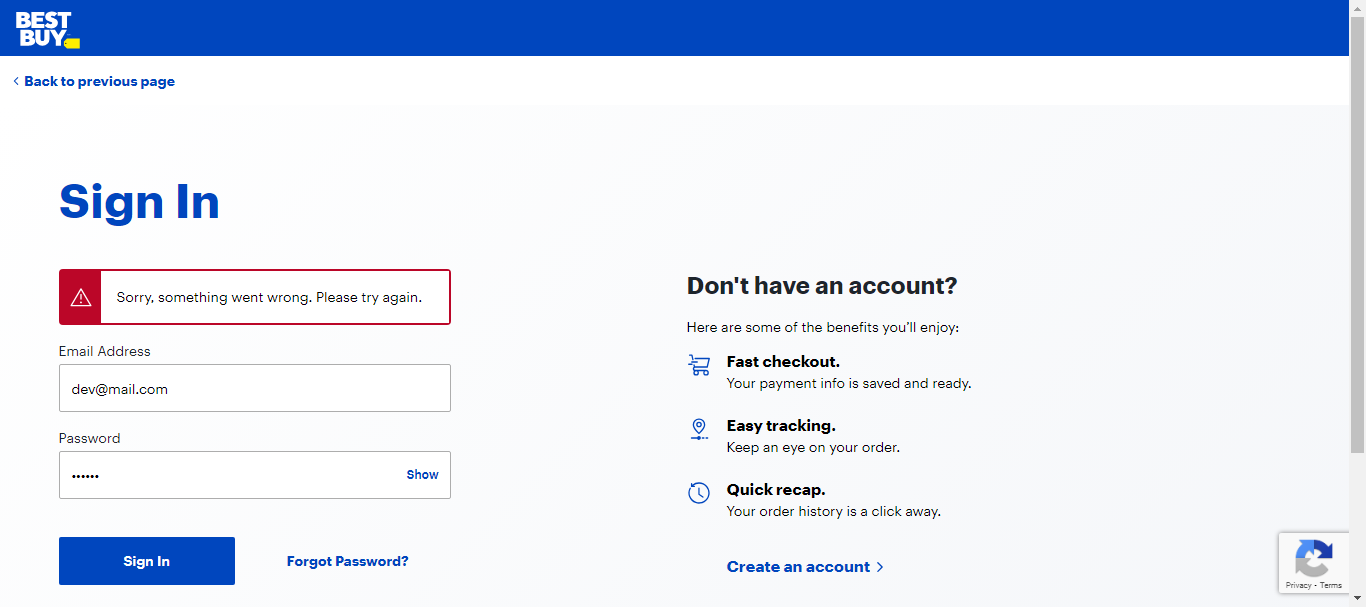 BEST
BUY
Back to previous page
Sign In
Sorry, something went wrong. Please try again.
Email Address
dev@mail.com
Password
••••••
Show
Sign In
Forgot Password?
Don't have an account?
Here are some of the benefits you’ll enjoy:
Fast checkout.
Your payment info is saved and ready.
Easy tracking.
Keep an eye on your order.
Quick recap.
Your order history is a click away.
Create an account
Privacy - Terms